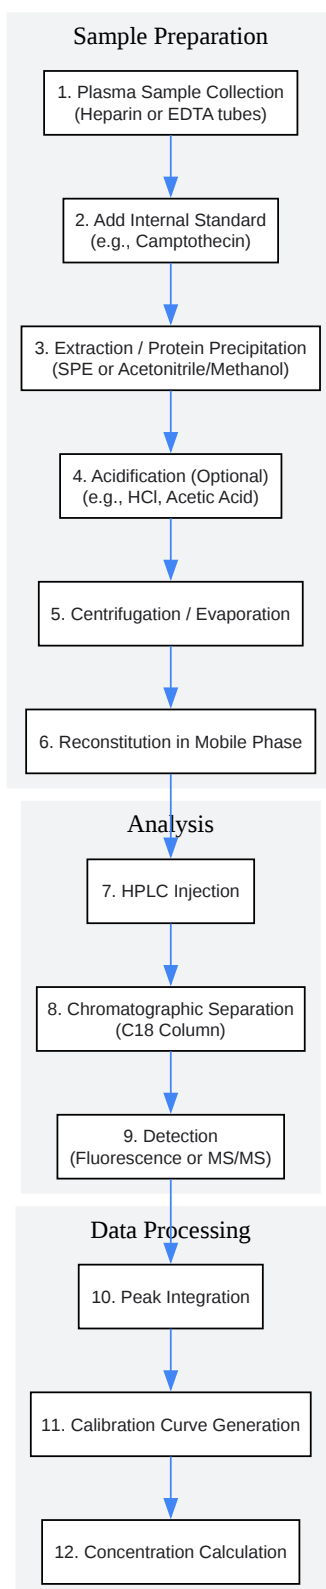 Sample Preparation
1. Plasma Sample Collection
(Heparin or EDTA tubes)
2. Add Internal Standard
(e.g., Camptothecin)
3. Extraction / Protein Precipitation
(SPE or Acetonitrile/Methanol)
4. Acidification (Optional)
(e.g., HCl, Acetic Acid)
5. Centrifugation / Evaporation
6. Reconstitution in Mobile Phase
Analysis
7. HPLC Injection
8. Chromatographic Separation
(C18 Column)
9. Detection
(Fluorescence or MS/MS)
Data Processing
10. Peak Integration
11. Calibration Curve Generation
12. Concentration Calculation